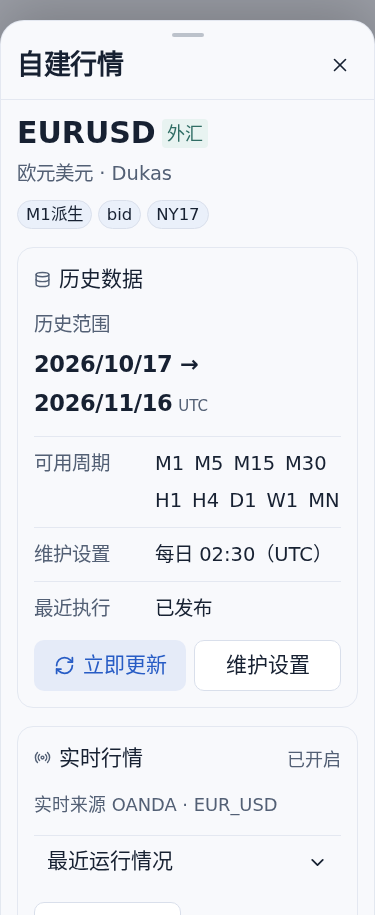 自建行情
EURUSD 外汇
欧元美元 · Dukas
M1派生 bid NY17
历史数据
历史范围
2026/10/17 →
2026/11/16 UTC
可用周期 M1 M5 M15 M30
H1 H4 D1 W1 MN
维护设置 每日 02:30（UTC）
最近执行 已发布
立即更新 维护设置
实时行情 已开启
实时来源 OANDA · EUR_USD
最近运行情况